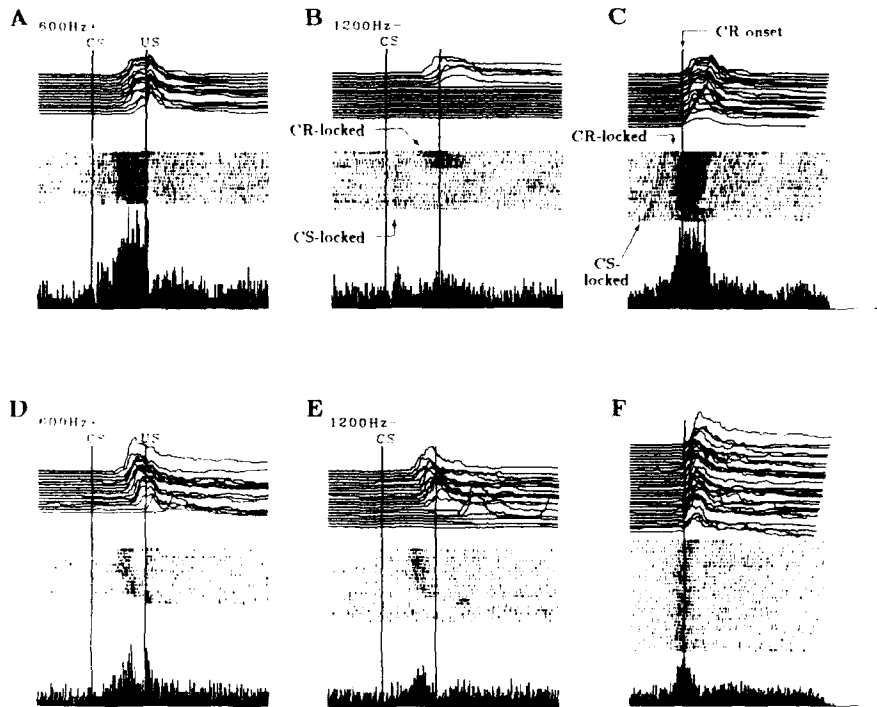 A
600Hz+
CS
US
B
1200Hz-
CS
CR-locked
CS-locked
C
CR onset
CR-locked
CS-
locked
D
600Hz+
CS
US
E
1200Hz-
CS
F